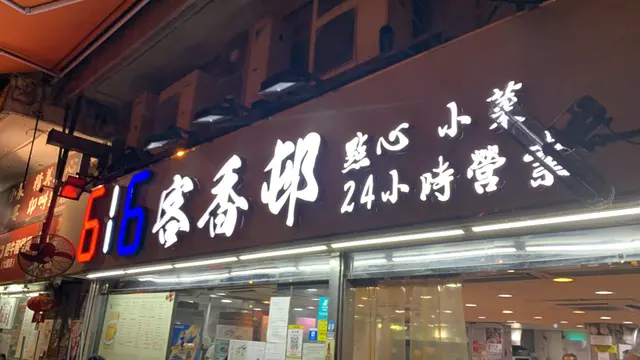 616客香邨
點心 小菜
24小時營業